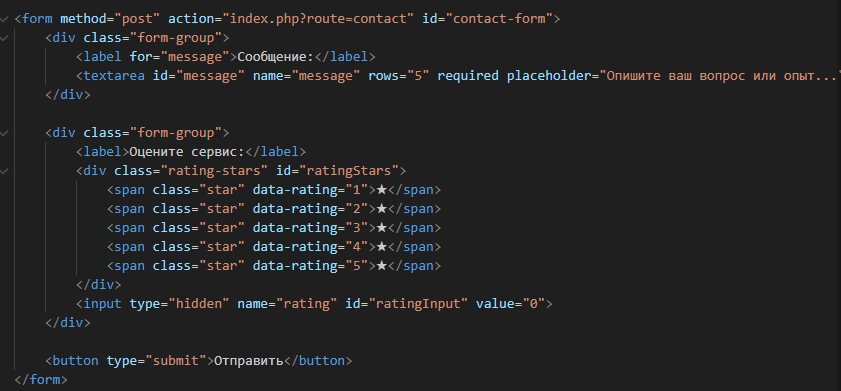 <form method="post" action="index.php?route=contact" id="contact-form">
<div class="form-group">
<label for="message">Сообщение:</label>
<textarea id="message" name="message" rows="5" required placeholder="Опишите ваш вопрос или опыт..."
</div>
<div class="form-group">
<label>Оцените сервис:</label>
<div class="rating-stars" id="ratingStars">
<span class="star" data-rating="1">★</span>
<span class="star" data-rating="2">★</span>
<span class="star" data-rating="3">★</span>
<span class="star" data-rating="4">★</span>
<span class="star" data-rating="5">★</span>
</div>
<input type="hidden" name="rating" id="ratingInput" value="0">
</div>
<button type="submit">Отправить</button>
</form>